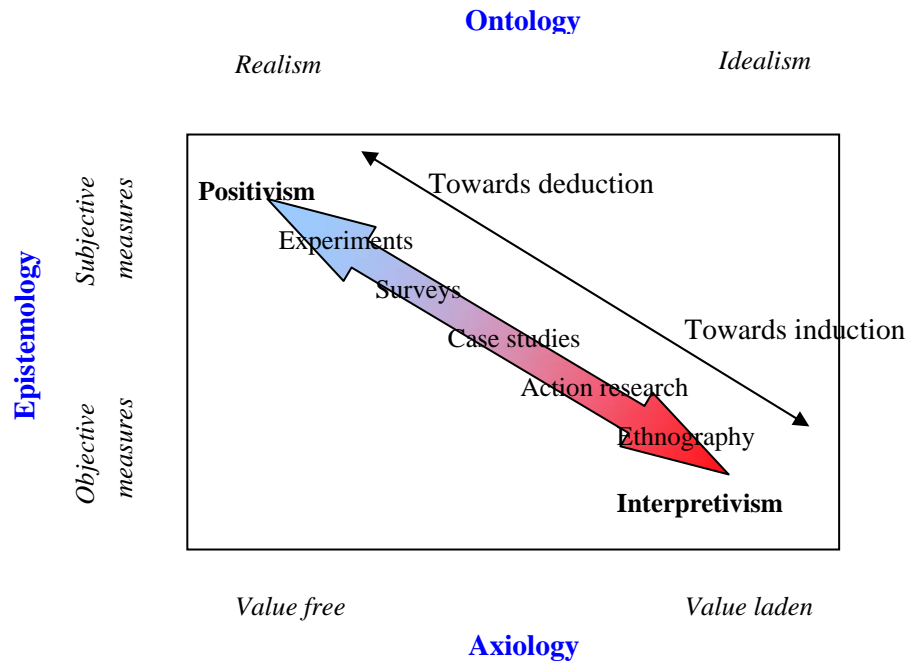 Ontology
Realism
Idealism
Epistemology
Subjective
measures
Objective
measures
Positivism
Towards deduction
Experiments
Surveys
Towards induction
Case studies
Action research
Ethnography
Interpretivism
Value free
Value laden
Axiology